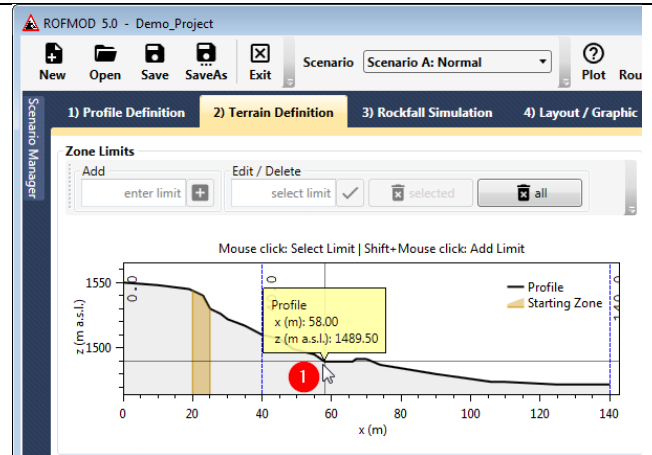 ROFMOD 5.0 - Demo_Project
New Open Save SaveAs Exit Scenario Scenario A: Normal Plot Rou
Scenario Manager
1) Profile Definition 2) Terrain Definition 3) Rockfall Simulation 4) Layout / Graphic
Zone Limits
Add Edit / Delete
enter limit select limit selected all
Mouse click: Select Limit | Shift+Mouse click: Add Limit
z (m a.s.l.)
1550
1500
0.0
Profile
Starting Zone
Profile
x (m): 58.00
z (m a.s.l.): 1489.50
1
0 20 40 60 80 100 120 140
x (m)